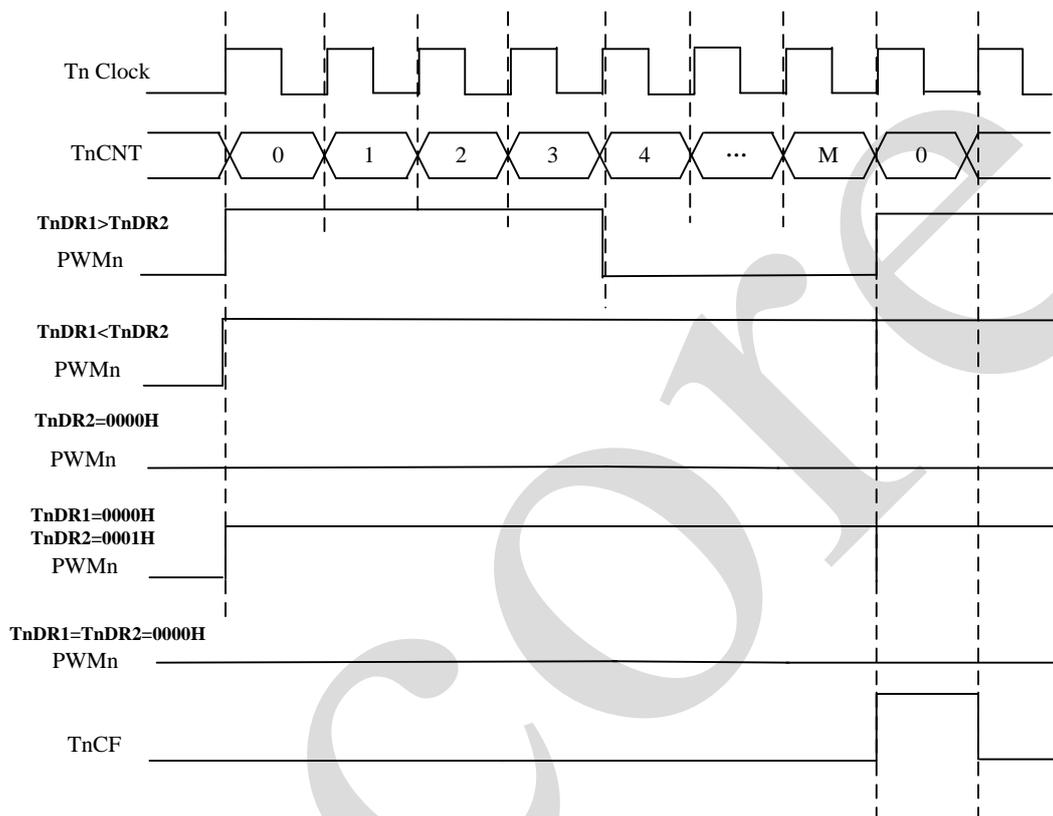 Tn Clock
TnCNT
0 1 2 3 4 ... M 0
TnDR1>TnDR2
PWMn
TnDR1<TnDR2
PWMn
TnDR2=0000H
PWMn
TnDR1=0000H
TnDR2=0001H
PWMn
TnDR1=TnDR2=0000H
PWMn
TnCF
core